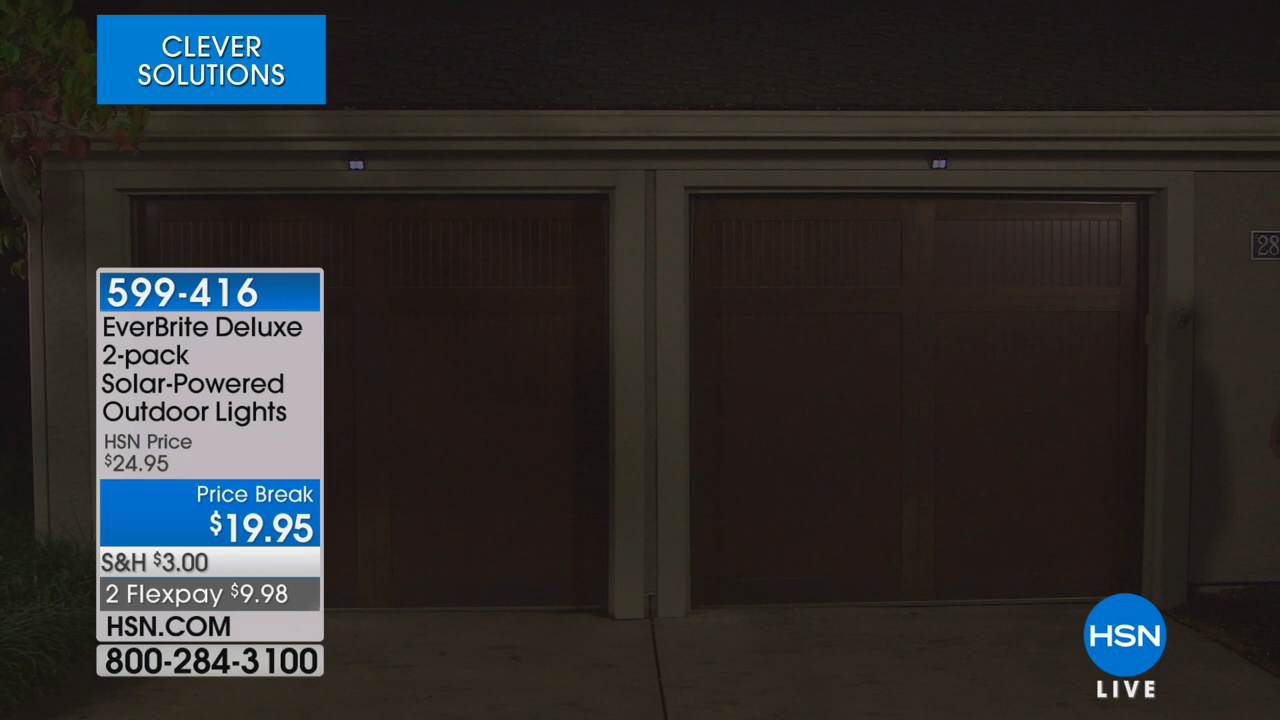 CLEVER
SOLUTIONS
599-416
EverBrite Deluxe
2-pack
Solar-Powered
Outdoor Lights
HSN Price
$24.95
Price Break
$19.95
S&H $3.00
2 Flexpay $9.98
HSN.COM
800-284-3100
28
HSN
LIVE